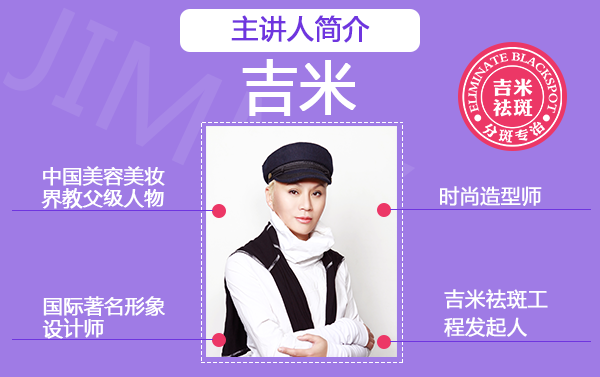 主讲人简介
吉米
ELIMINATE BLACKSPOT
吉米
祛斑
分斑专治
中国美容美妆
界教父级人物
时尚造型师
国际著名形象
设计师
吉米祛斑工
程发起人